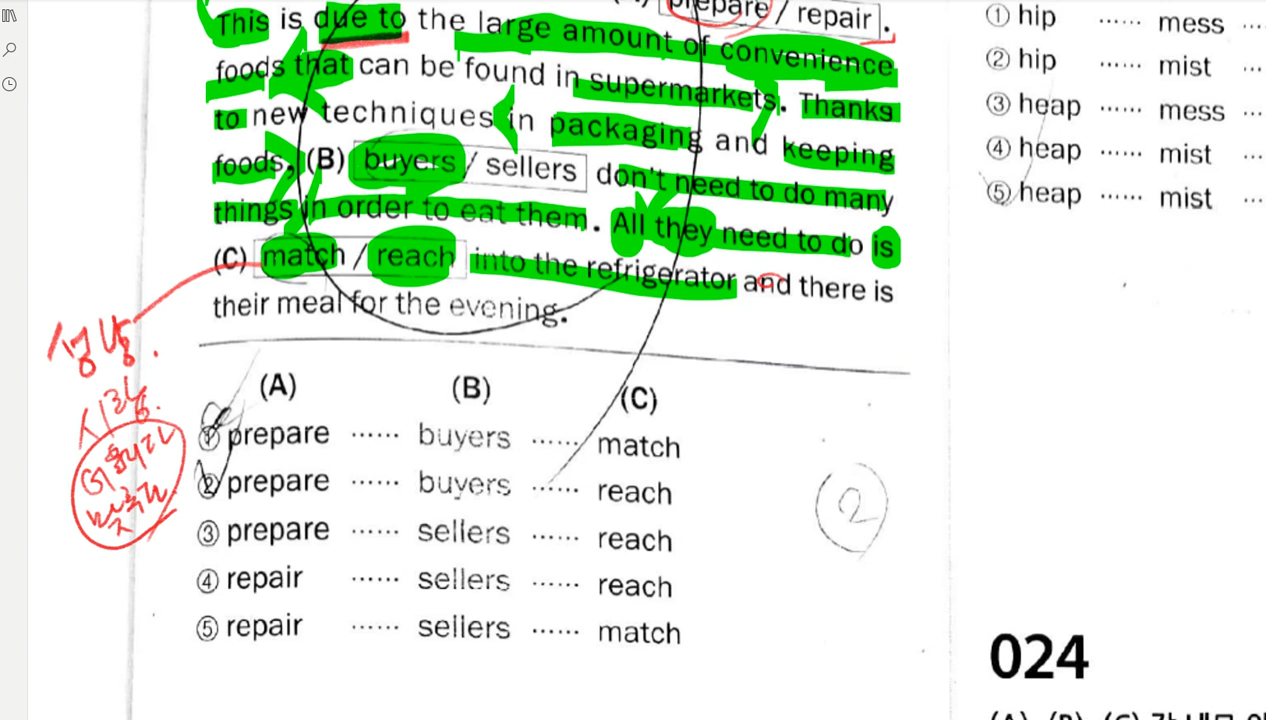 prepare / repair .
This is due to the large amount of convenience
foods that can be found in supermarkets. Thanks
to new techniques in packaging and keeping
foods, (B) buyers / sellers don't need to do many
things in order to eat them. All they need to do is
(C) match / reach into the refrigerator and there is
their meal for the evening.
(A) (B) (C)
① prepare …… buyers …… match
② prepare …… buyers …… reach
③ prepare …… sellers …… reach
④ repair …… sellers …… reach
⑤ repair …… sellers …… match
②
① hip …… mess …
② hip …… mist …
③ heap …… mess …
④ heap …… mist …
⑤ heap …… mist
024